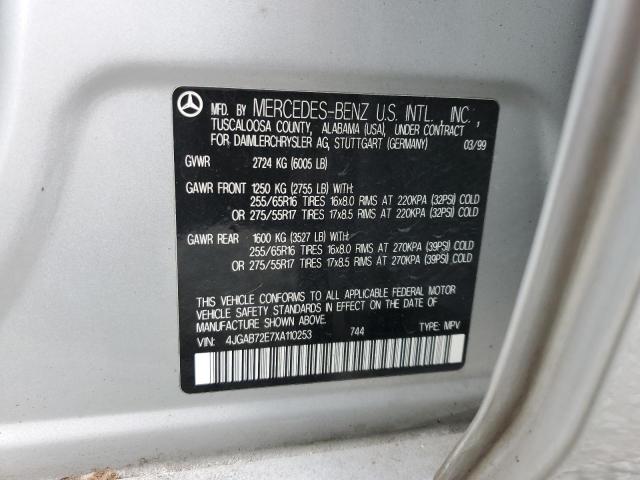 MFD. BY MERCEDES-BENZ U.S. INTL., INC.,
TUSCALOOSA COUNTY, ALABAMA (USA), UNDER CONTRACT
FOR DAIMLERCHRYSLER AG, STUTTGART (GERMANY) 03/99
GVWR 2724 KG (6005 LB)
GAWR FRONT 1250 KG (2755 LB) WITH:
255/65R16 TIRES 16x8.0 RIMS AT 220KPA (32PSI) COLD
OR 275/55R17 TIRES 17x8.5 RIMS AT 220KPA (32PSI) COLD
GAWR REAR 1600 KG (3527 LB) WITH:
255/65R16 TIRES 16x8.0 RIMS AT 270KPA (39PSI) COLD
OR 275/55R17 TIRES 17x8.5 RIMS AT 270KPA (39PSI) COLD
THIS VEHICLE CONFORMS TO ALL APPLICABLE FEDERAL MOTOR
VEHICLE SAFETY STANDARDS IN EFFECT ON THE DATE OF
MANUFACTURE SHOWN ABOVE.
VIN: 4JGAB72E7XA110253 744 TYPE: MPV